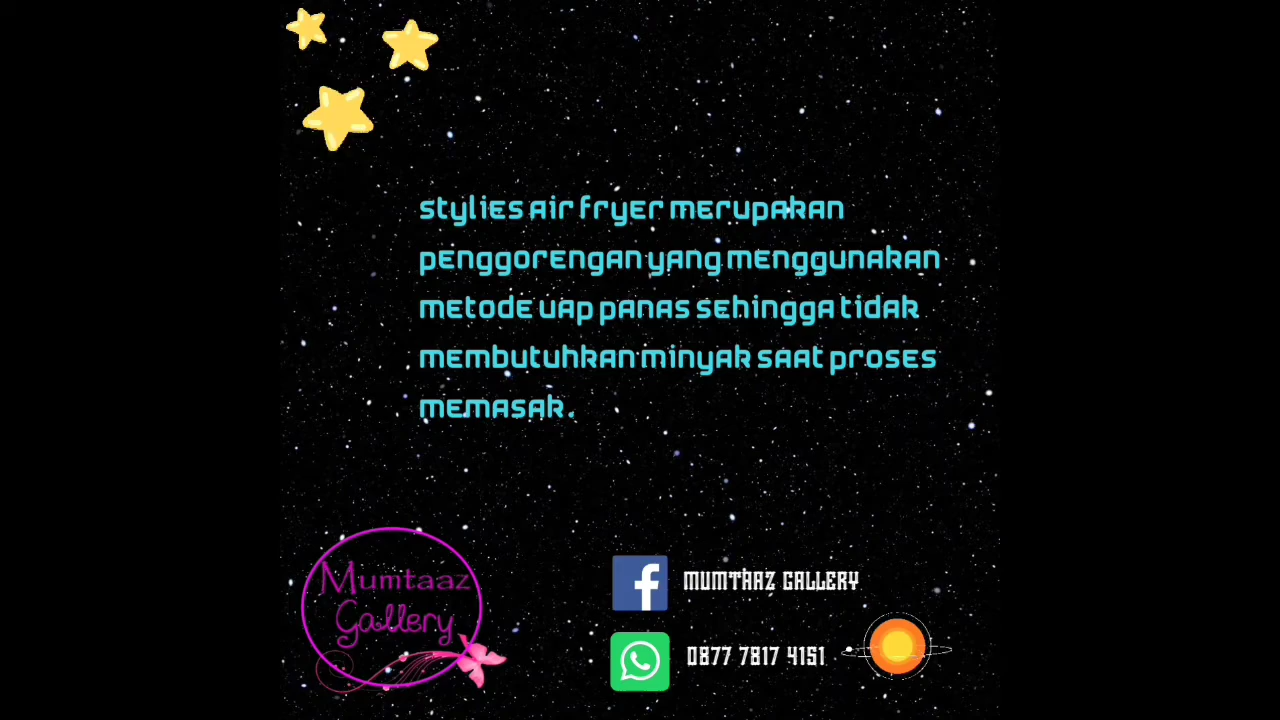 stylies air fryer merupakan
penggorengan yang menggunakan
metode uap panas sehingga tidak
membutuhkan minyak saat proses
memasak.
Mumtaaz
Gallery
MUMTAAZ GALLERY
0877 7817 4151